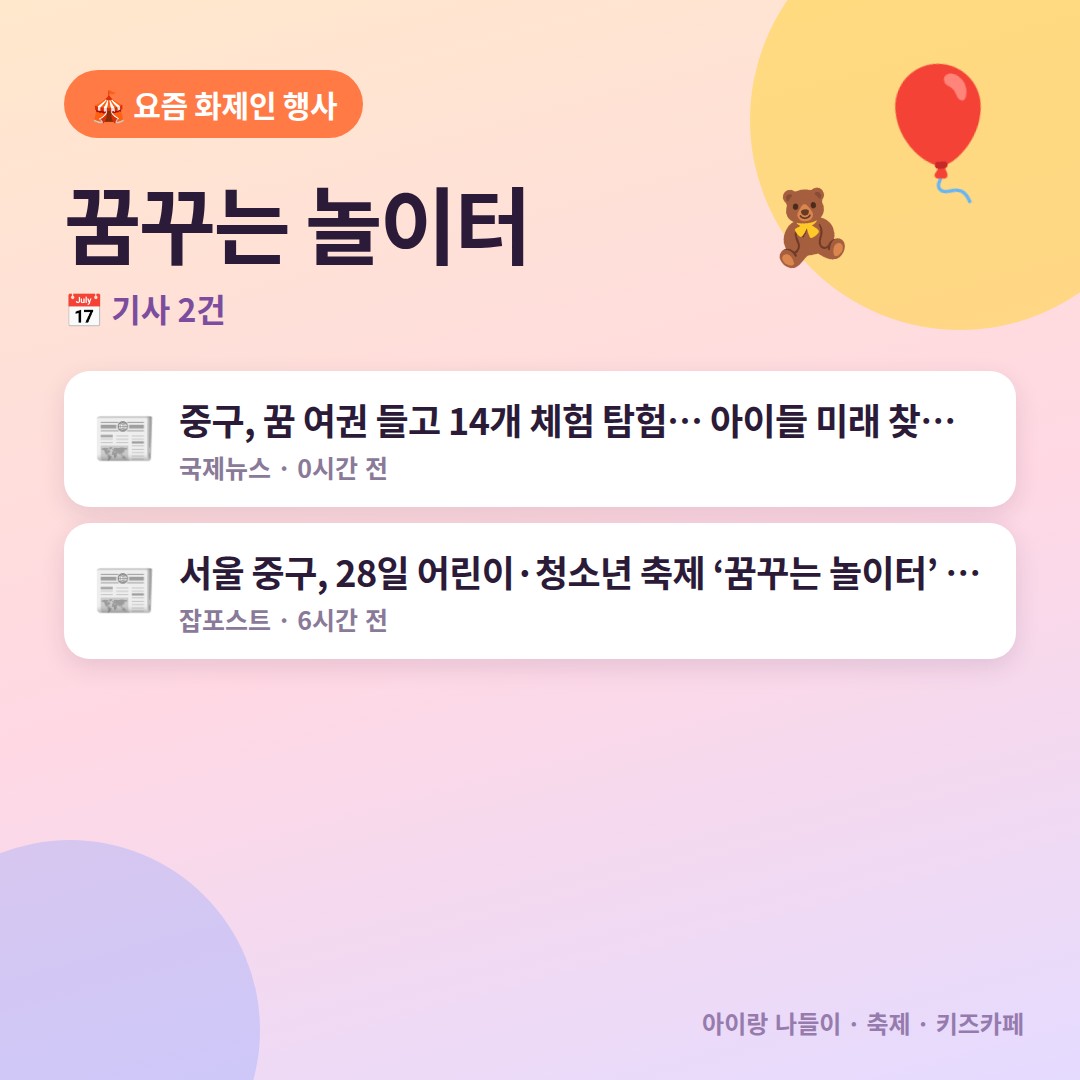 🎪 요즘 화제인 행사
꿈꾸는 놀이터
📅 기사 2건
중구, 꿈 여권 들고 14개 체험 탐험… 아이들 미래 찾…
국제뉴스 · 0시간 전
서울 중구, 28일 어린이·청소년 축제 ‘꿈꾸는 놀이터’ …
잡포스트 · 6시간 전
아이랑 나들이 · 축제 · 키즈카페